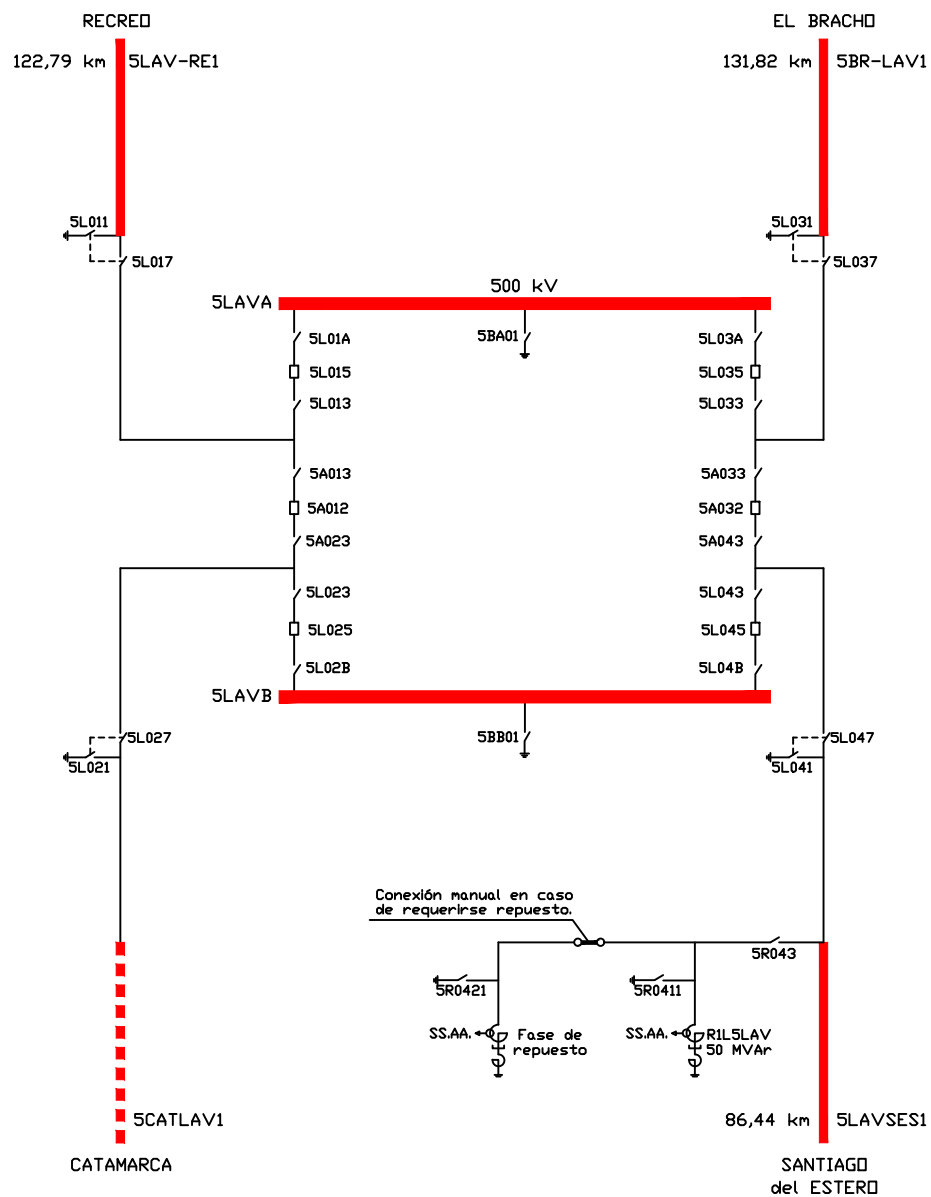 RECREO
EL BRACHO
122,79 km
5LAV-RE1
131,82 km
5BR-LAV1
5L011
5L017
5L031
5L037
500 kV
5LAVA
5L01A
5BA01
5L03A
5L015
5L035
5L013
5L033
5A013
5A033
5A012
5A032
5A023
5A043
5L023
5L043
5L025
5L045
5L02B
5L04B
5LAVB
5BB01
5L027
5L021
5L047
5L041
Conexión manual en caso
de requerirse repuesto.
5R043
5R0421
5R0411
SS.AA.
Fase de
repuesto
SS.AA.
R1L5LAV
50 MVAr
5CATLAV1
86,44 km
5LAVSES1
CATAMARCA
SANTIAGO
del ESTERO